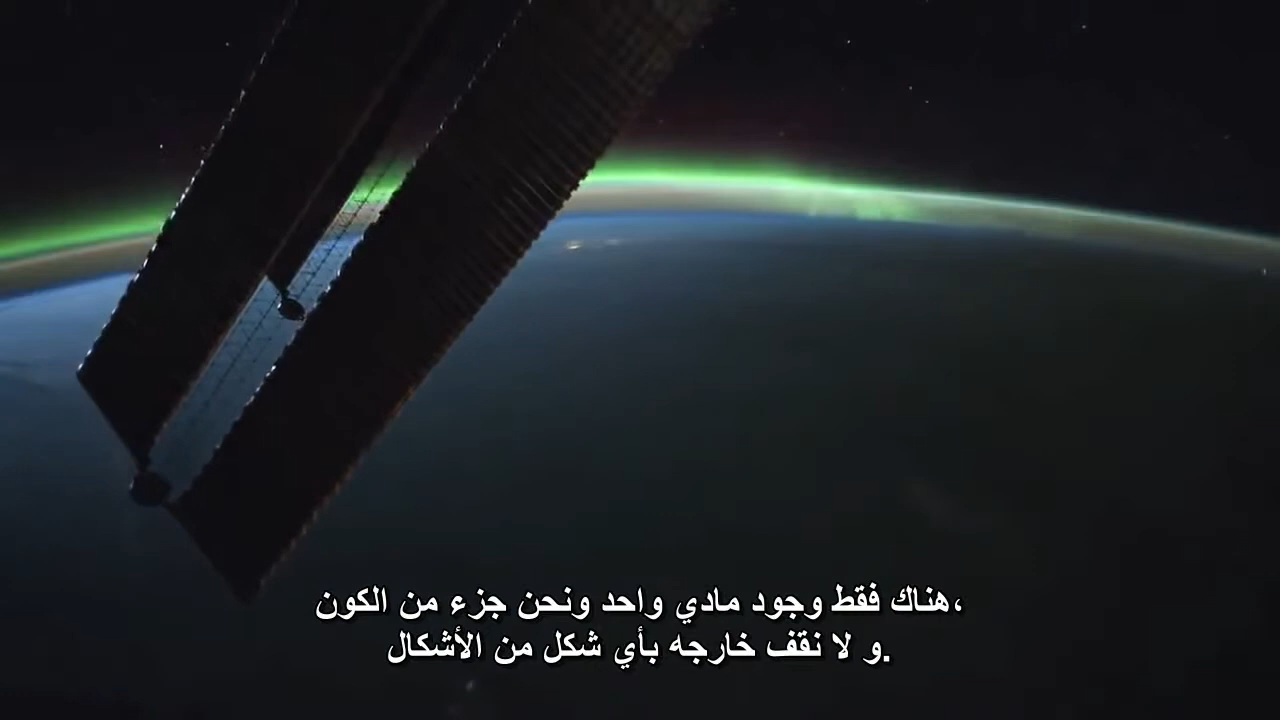 هناك فقط وجود مادي واحد ونحن جزء من الكون،
و لا نقف خارجه بأي شكل من الأشكال.